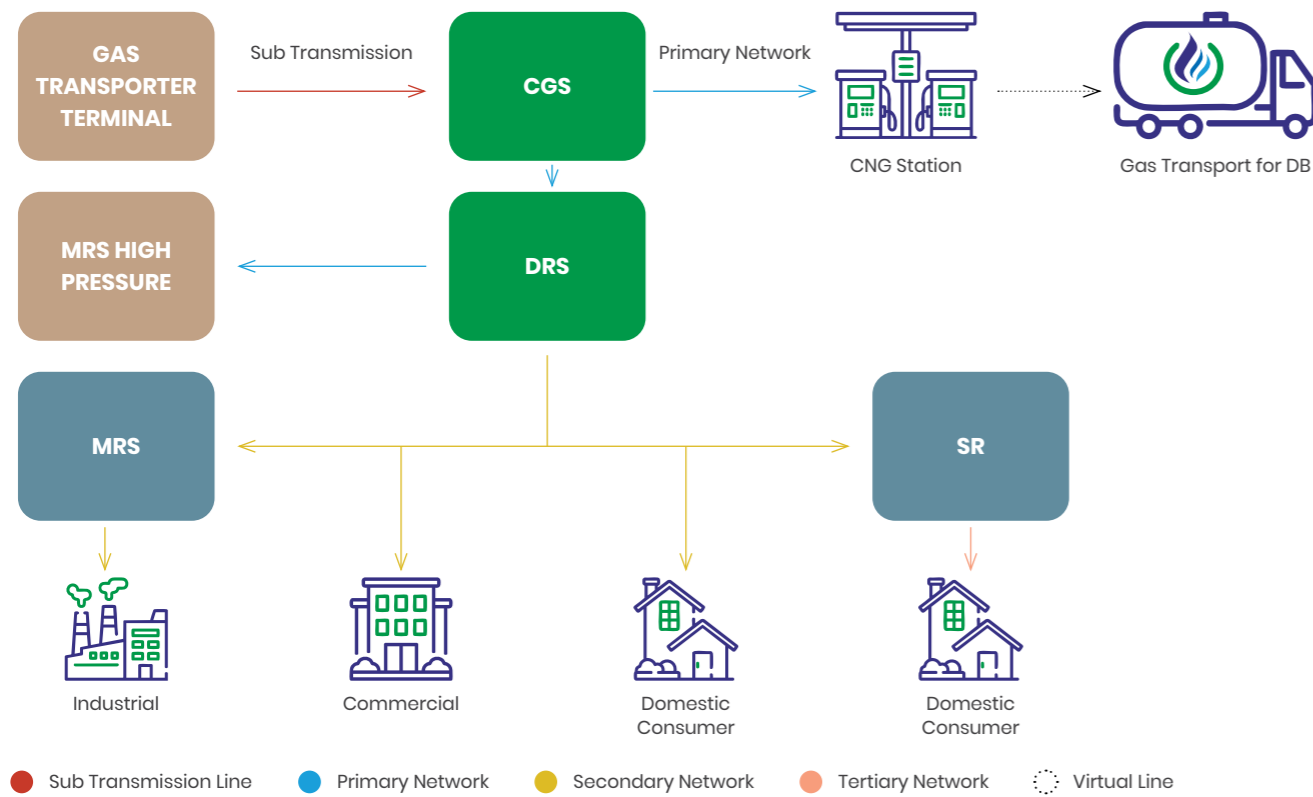 GAS
TRANSPORTER
TERMINAL
Sub Transmission
CGS
Primary Network
CNG Station
Gas Transport for DB
MRS HIGH
PRESSURE
DRS
MRS
SR
Industrial
Commercial
Domestic
Consumer
Domestic
Consumer
Sub Transmission Line
Primary Network
Secondary Network
Tertiary Network
Virtual Line